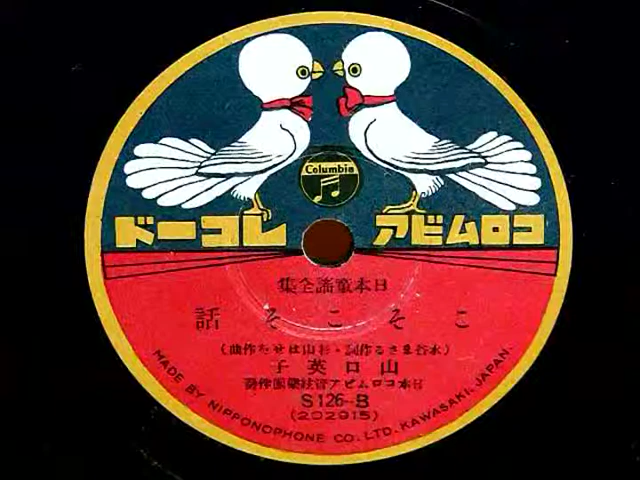 Columbia
コロムビア レコード
日本童謠全集
こそこそ話
(水谷まさる作詞・杉山はせを作曲)
山口英子
日本コロムビア管絃樂團伴奏
S126-B
(202915)
MADE BY NIPPONOPHONE CO., LTD. KAWASAKI, JAPAN.